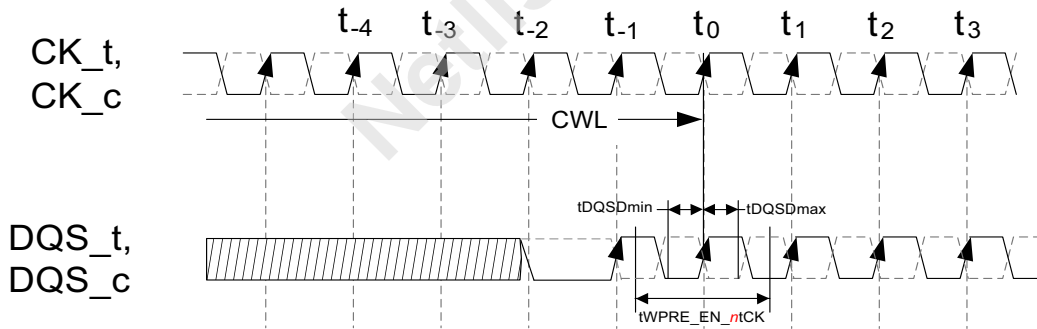 t-4 t-3 t-2 t-1 t0 t1 t2 t3
CK_t,
CK_c
CWL
tDQSDmin tDQSDmax
DQS_t,
DQS_c
tWPRE_EN_ntCK